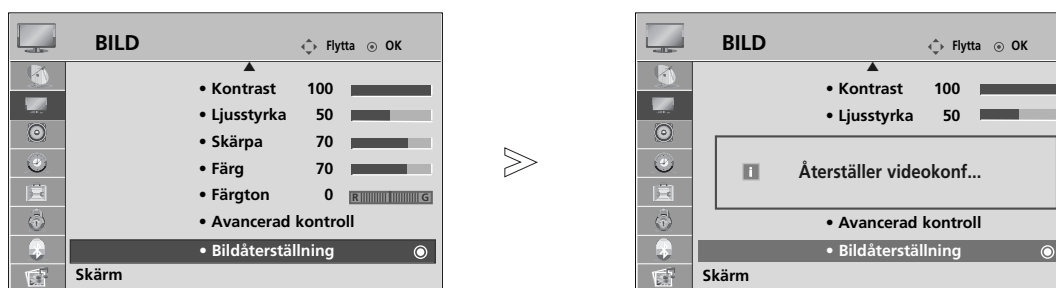 BILD Flytta OK
• Kontrast 100
• Ljusstyrka 50
• Skärpa 70
• Färg 70
• Färgton 0 R G
• Avancerad kontroll
• Bildåterställning
Skärm
BILD Flytta OK
• Kontrast 100
• Ljusstyrka 50
i Återställer videokonf...
• Avancerad kontroll
• Bildåterställning
Skärm